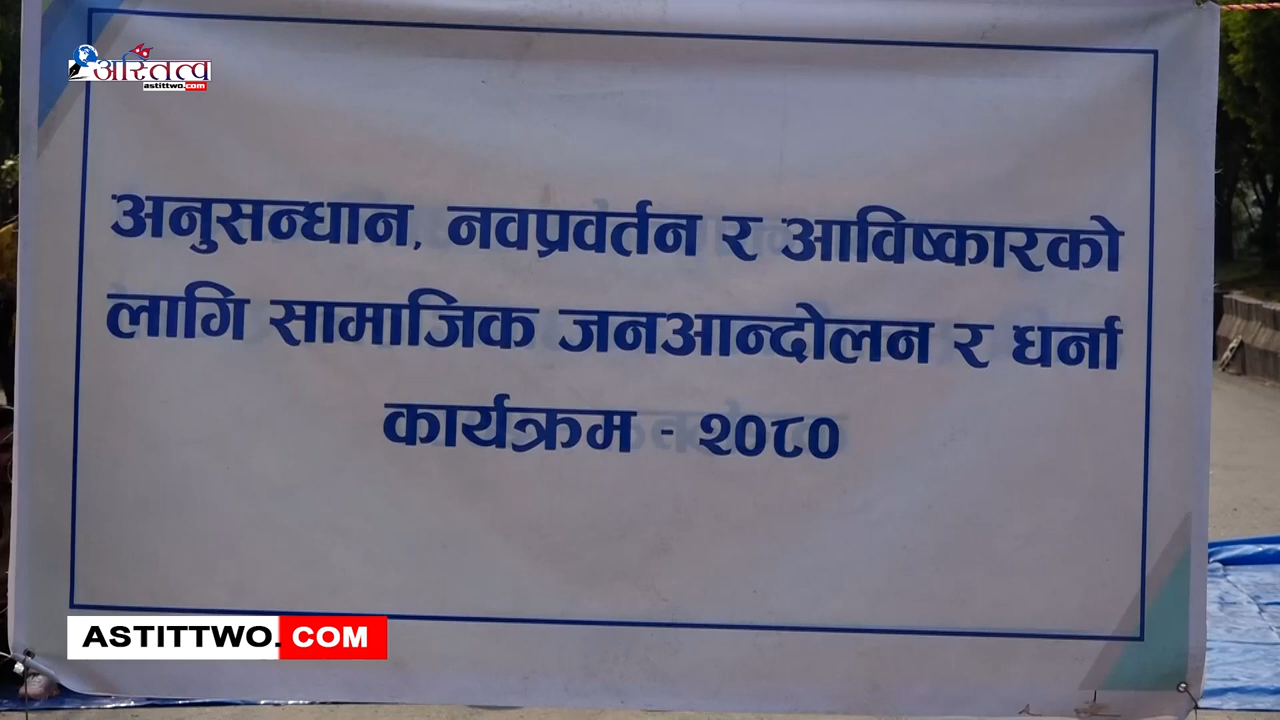 अस्तित्व
astittwo.com
अनुसन्धान, नवप्रवर्तन र आविष्कारको
लागि सामाजिक जनआन्दोलन र धर्ना
कार्यक्रम - २०८०
ASTITTWO. COM